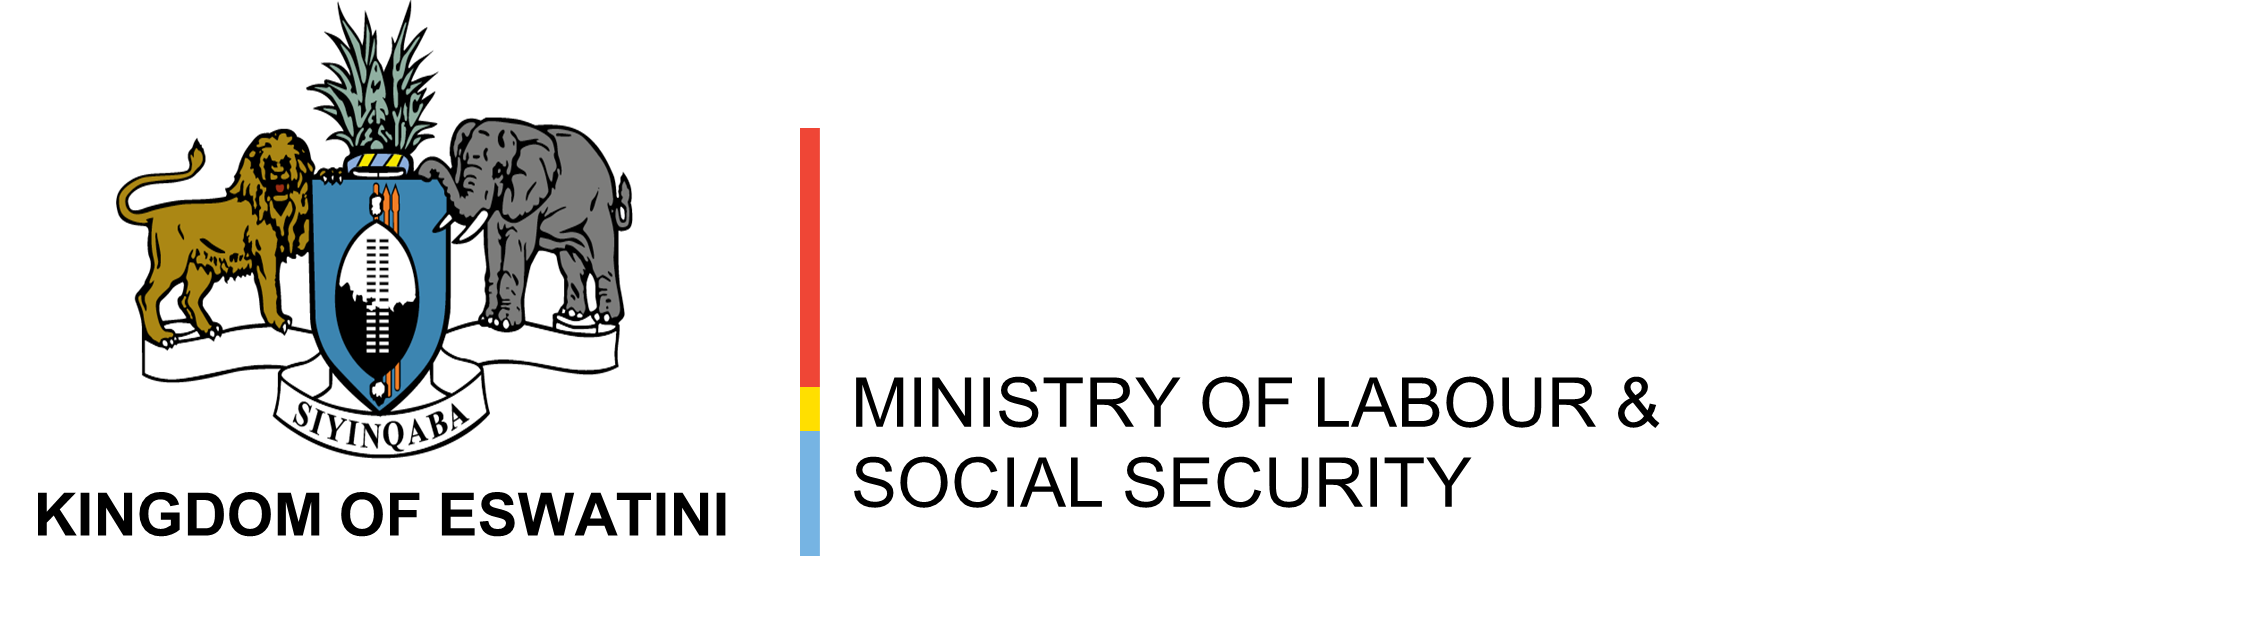 SIYINQABA
KINGDOM OF ESWATINI
MINISTRY OF LABOUR &
SOCIAL SECURITY